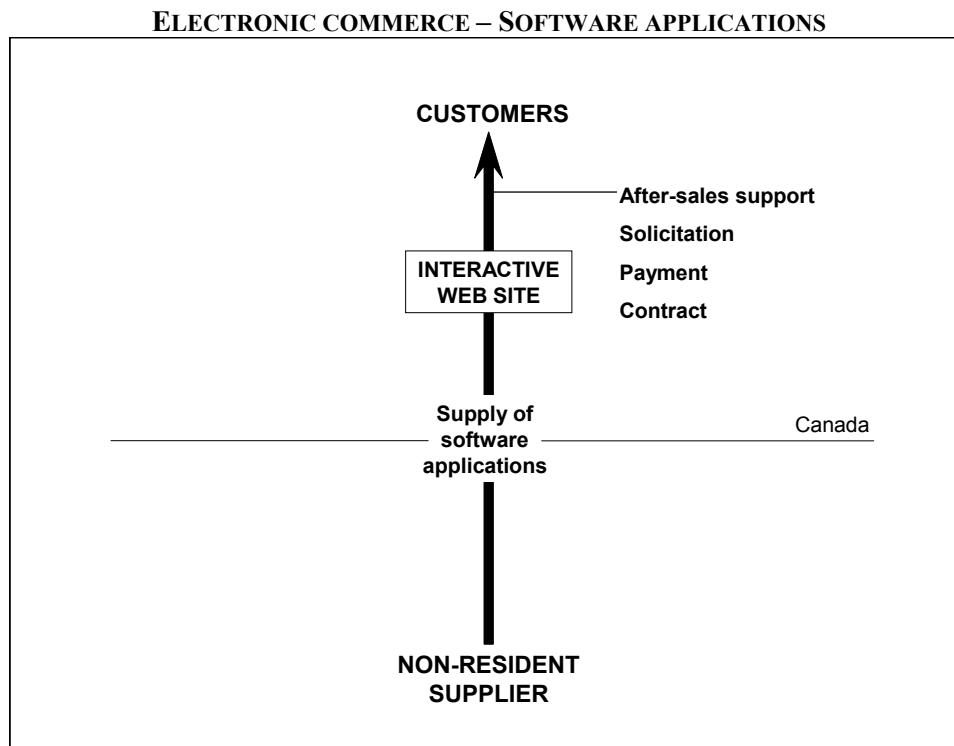 ELECTRONIC COMMERCE – SOFTWARE APPLICATIONS
CUSTOMERS
After-sales support
Solicitation
INTERACTIVE
WEB SITE
Payment
Contract
Supply of
software
applications
Canada
NON-RESIDENT
SUPPLIER